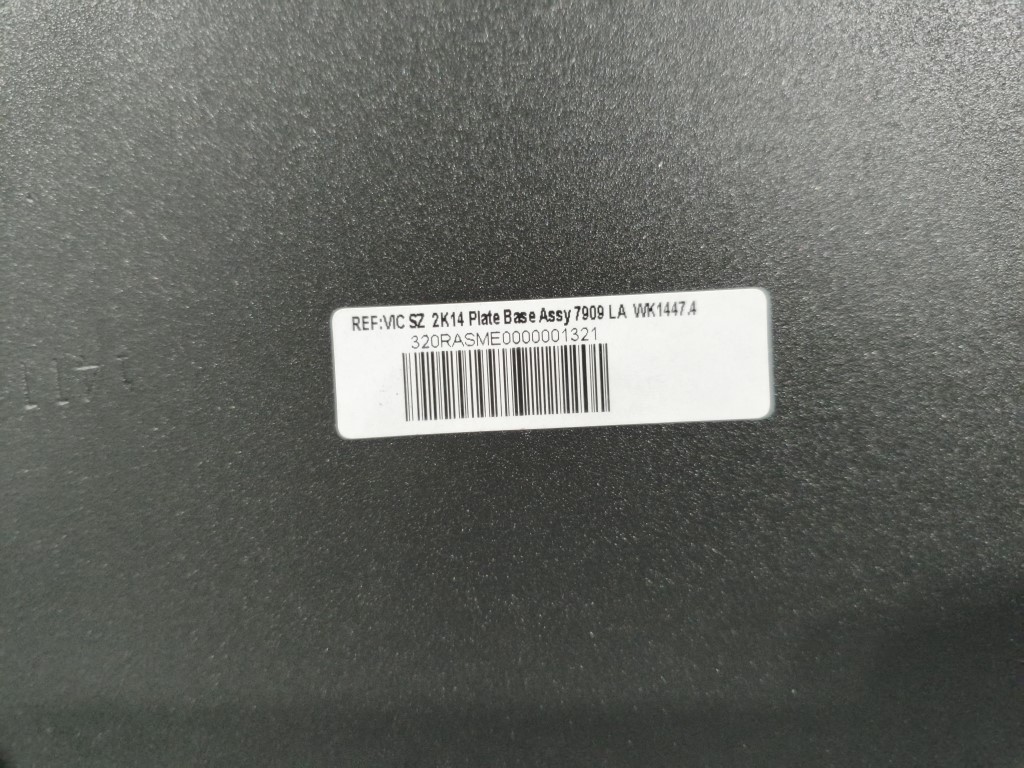 REF:VIC SZ 2K14 Plate Base Assy 7909 LA WK1447.4
320RASME0000001321